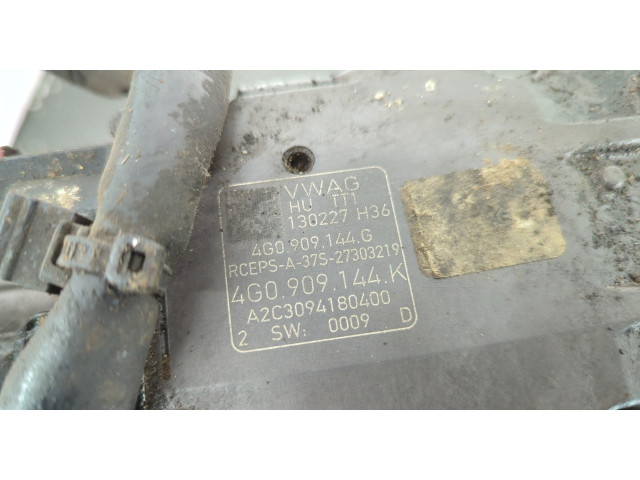 VWAG
HU TT1
130227 H36
4G0.909.144.G
RCEPS-A-37S-27303219
4G0.909.144.K
A2C3094180400
2 SW: 0009 D